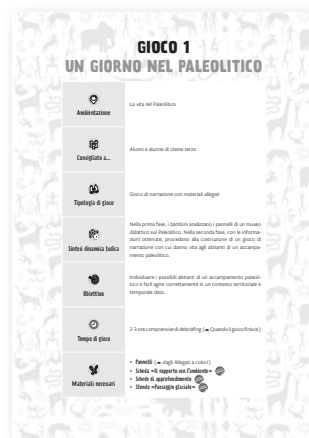 GIOCO 1
UN GIORNO NEL PALEOLITICO
Ambientazione
La vita nel Paleolitico
Consigliato a...
Alunni e alunne di classe terza
Tipologia di gioco
Gioco di narrazione con materiali allegati
Sintesi dinamica ludica
Nella prima fase, i bambini analizzano i pannelli di un museo
didattico sul Paleolitico. Nella seconda fase, con le informa-
zioni ottenute, procedono alla costruzione di un gioco di
narrazione con cui danno vita agli abitanti di un accampa-
mento paleolitico.
Obiettivo
Individuare i possibili abitanti di un accampamento paleoli-
tico e farli agire correttamente in un contesto territoriale e
temporale dato.
Tempo di gioco
2-3 ore comprensive di debriefing (➨ Quando il gioco finisce)
Materiali necessari
• Pannelli (➨ dagli Allegati a colori)
• Scheda «Il rapporto con l'ambiente»
• Schede di approfondimento
• Sfondo «Paesaggio glaciale»